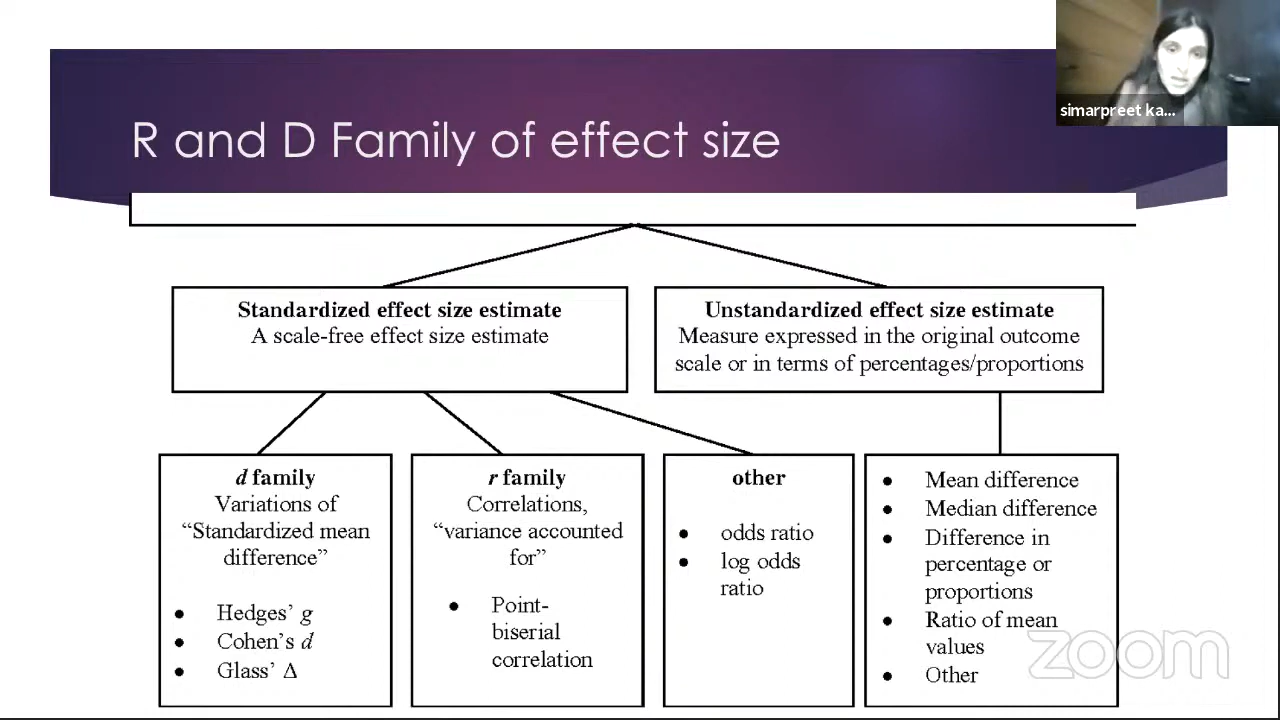 simarpreet ka...
R and D Family of effect size
Standardized effect size estimate
A scale-free effect size estimate
Unstandardized effect size estimate
Measure expressed in the original outcome
scale or in terms of percentages/proportions
d family
Variations of
“Standardized mean
difference”
• Hedges’ g
• Cohen’s d
• Glass’ Δ
r family
Correlations,
“variance accounted
for”
• Point-
biserial
correlation
other
• odds ratio
• log odds
ratio
• Mean difference
• Median difference
• Difference in
percentage or
proportions
• Ratio of mean
values
• Other
zoom